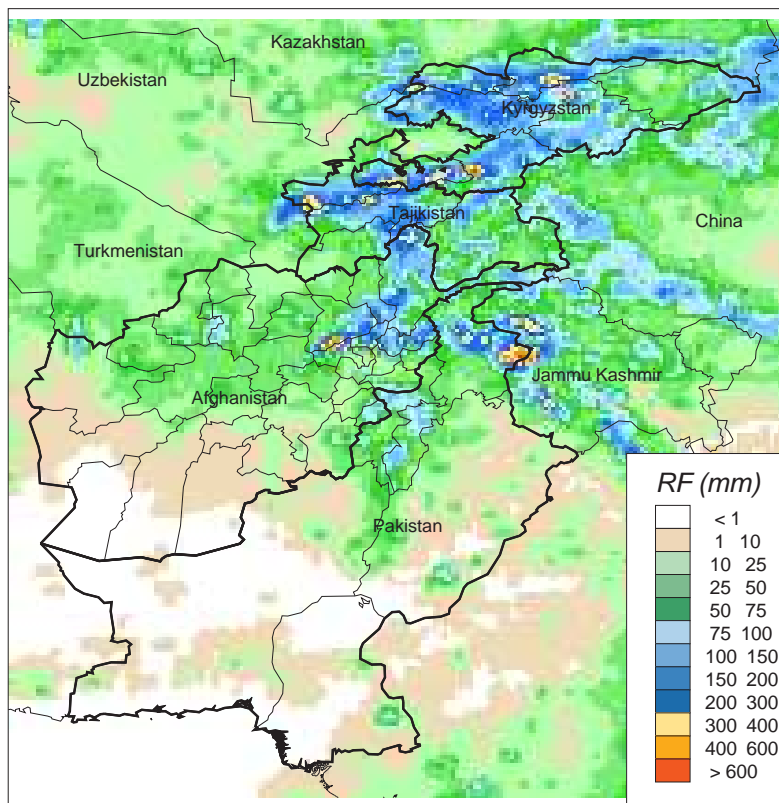 Kazakhstan
Uzbekistan
Kyrgyzstan
Tajikistan
China
Turkmenistan
Jammu Kashmir
Afghanistan
Pakistan
RF (mm)
< 1
1 10
10 25
25 50
50 75
75 100
100 150
150 200
200 300
300 400
400 600
> 600